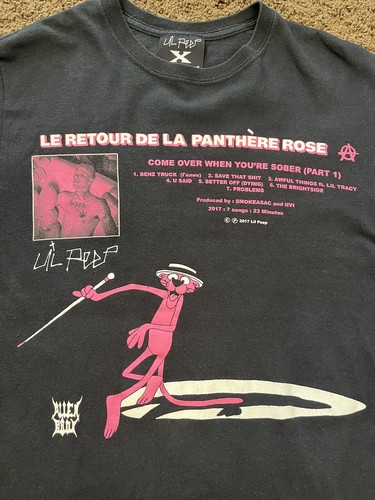 LiL PEEP
X
LE RETOUR DE LA PANTHÈRE ROSE
COME OVER WHEN YOU'RE SOBER (PART 1)
1. BENZ TRUCK (Гелик) 2. SAVE THAT SHIT 3. AWFUL THINGS ft. LIL TRACY
4. U SAID 5. BETTER OFF (DYING) 6. THE BRIGHTSIDE
7. PROBLEMS
Produced by : SMOKEASAC and IIVI
2017 : 7 songs : 23 Minutes
© ℗ 2017 Lil Peep
LiL PEEP
ALIEN
BODY